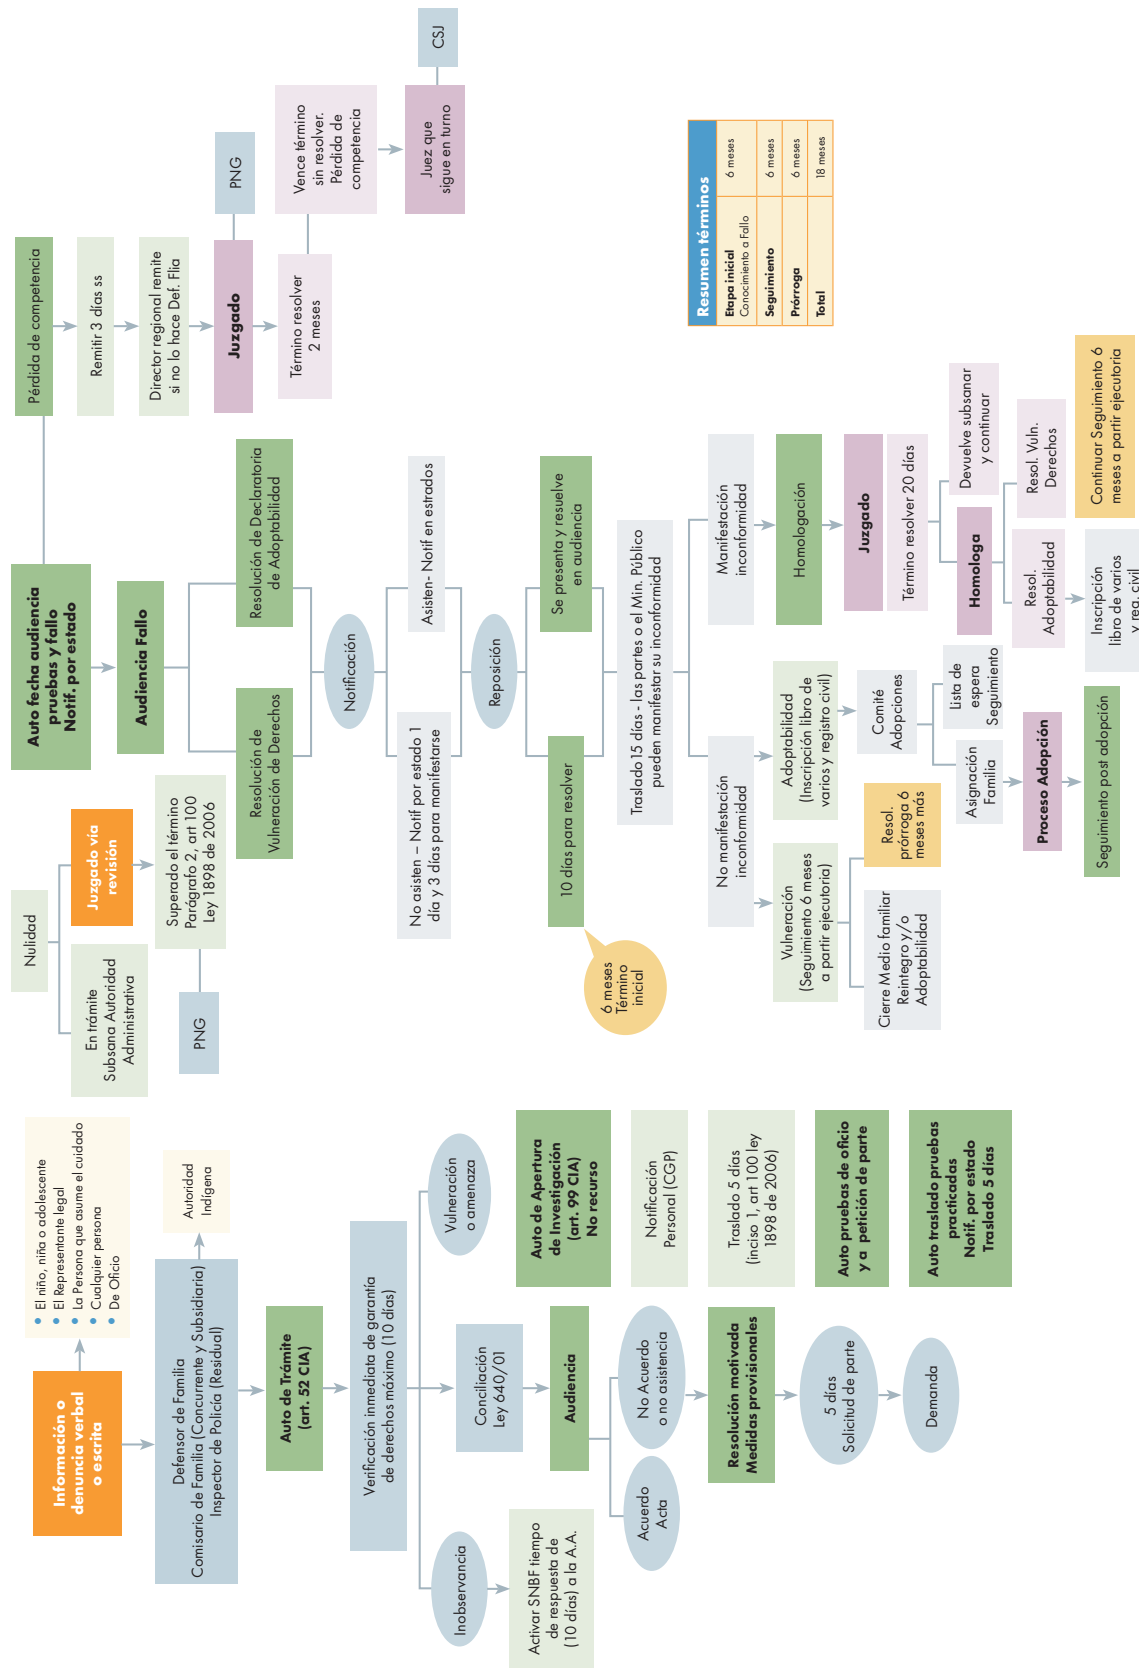 Información o
denuncia verbal
o escrita
• El niño, niña o adolescente
• El Representante legal
• La Persona que asume el cuidado
• Cualquier persona
• De Oficio
Defensor de Familia
Comisario de Familia (Concurrente y Subsidiaria)
Inspector de Policía (Residual)
Autoridad
Indígena
Auto de Trámite
(art. 52 CIA)
Verificación inmediata de garantía
de derechos máximo (10 días)
Inobservancia
Conciliación
Ley 640/01
Vulneración
o amenaza
Activar SNBF tiempo
de respuesta de
(10 días) a la A.A.
Audiencia
Acuerdo
Acta
No Acuerdo
o no asistencia
Resolución motivada
Medidas provisionales
5 días
Solicitud de parte
Demanda
Auto de Apertura
de Investigación
(art. 99 CIA)
No recurso
Notificación
Personal (CGP)
Traslado 5 días
(inciso 1, art 100 ley
1898 de 2006)
Auto pruebas de oficio
y a petición de parte
Auto traslado pruebas
practicadas
Notif. por estado
Traslado 5 días
Nulidad
En trámite
Subsana Autoridad
Administrativa
Juzgado vía
revisión
Superado el término
Parágrafo 2, art 100
Ley 1898 de 2006
PNG
Auto fecha audiencia
pruebas y fallo
Notif. por estado
Audiencia Fallo
Resolución de
Vulneración de Derechos
Resolución de Declaratoria
de Adoptabilidad
Notificación
No asisten – Notif por estado 1
día y 3 días para manifestarse
Asisten- Notif en estrados
Reposición
10 días para resolver
Se presenta y resuelve
en audiencia
6 meses
Término
inicial
Traslado15 días - las partes o el Min. Público
pueden manifestar su inconformidad
No manifestación
inconformidad
Manifestación
inconformidad
Vulneración
(Seguimiento 6 meses
a partir ejecutoria)
Adoptabilidad
(Inscripción libro de
varios y registro civil)
Cierre Medio familiar
Reintegro y/o
Adoptabilidad
Resol.
prórroga 6
meses más
Comité
Adopciones
Asignación
Familia
Lista de
espera
Seguimiento
Proceso Adopción
Seguimiento post adopción
Homologación
Juzgado
Término resolver 20 días
Homologa
Devuelve subsanar
y continuar
Resol.
Adoptabilidad
Resol. Vuln.
Derechos
Inscripción
libro de varios
y reg. civil
Continuar Seguimiento 6
meses a partir ejecutoria
Pérdida de competencia
Remitir 3 días ss
Director regional remite
si no lo hace Def. Flia
Juzgado
PNG
Término resolver
2 meses
Vence término
sin resolver.
Pérdida de
competencia
Juez que
sigue en turno
CSJ
Resumen términos
Etapa inicial
Conocimiento a Fallo
6 meses
Seguimiento
6 meses
Prórroga
6 meses
Total
18 meses